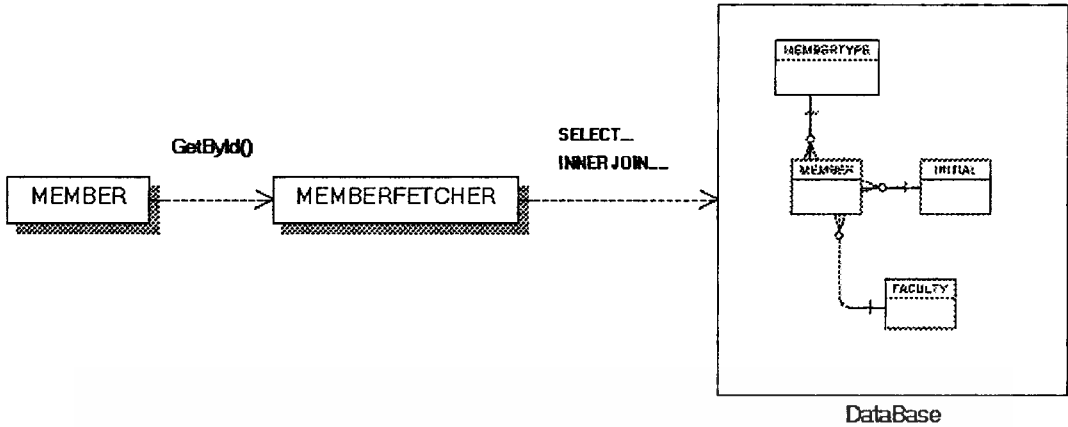 MEMBERTYPE
GetById()
SELECT_
INNER JOIN__
MEMBER
MEMBERFETCHER
MEMBER
INITIAL
FACULTY
DataBase